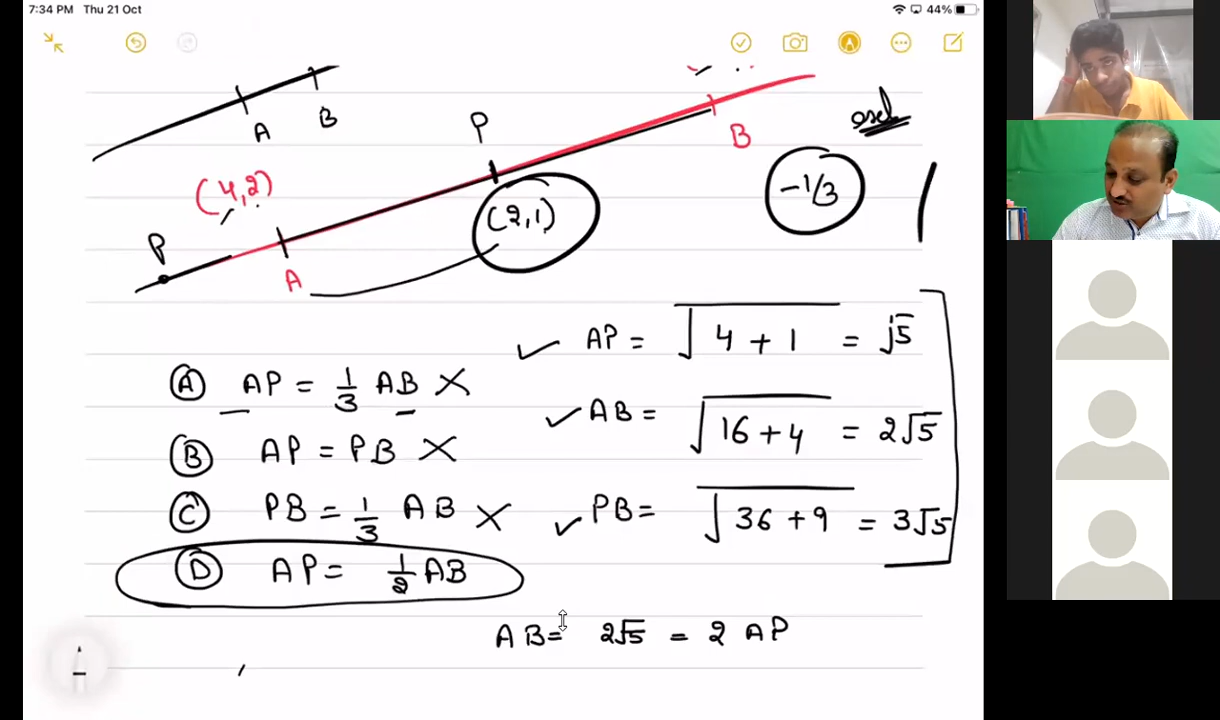 7:34 PM Thu 21 Oct
44%
A B
P
B
(4,2)
(2,1)
-1/3
P
A
AP = √4 + 1 = √5
(A) AP = 1/3 AB ✗
✓ AB = √16 + 4 = 2√5
(B) AP = PB ✗
(C) PB = 1/3 AB ✗
✓ PB = √36 + 9 = 3√5
(D) AP = 1/2 AB
AB = 2√5 = 2 AP